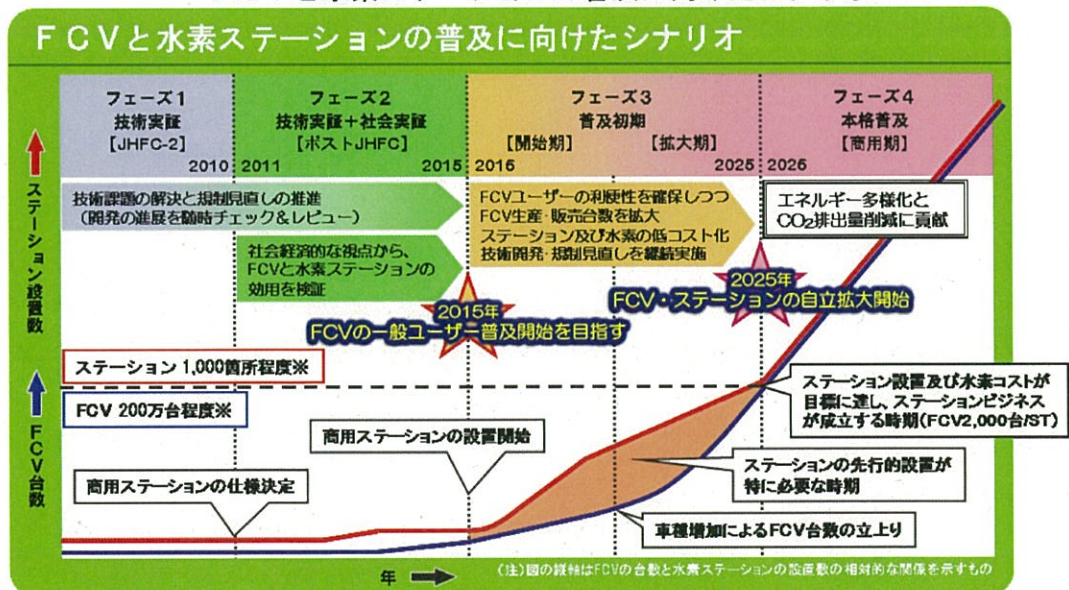 FCVと水素ステーションの普及に向けたシナリオ
フェーズ1
技術実証
【JHFC-2】
2010
フェーズ2
技術実証+社会実証
【ポストJHFC】
2011
2015
フェーズ3
普及初期
【開始期】
【拡大期】
2016
2025
フェーズ4
本格普及
【商用期】
2026
技術課題の解決と規制見直しの推進
(開発の進展を随時チェック&レビュー)
社会経済的な視点から、
FCVと水素ステーションの
効用を検証
FCVユーザーの利便性を確保しつつ
FCV生産・販売台数を拡大
ステーション及び水素の低コスト化
技術開発・規制見直しを継続実施
エネルギー多様化と
CO₂排出量削減に貢献
2015年
FCVの一般ユーザー普及開始を目指す
2025年
FCV・ステーションの自立拡大開始
ステーション設置数
FCV台数
ステーション 1,000箇所程度※
FCV 200万台程度※
商用ステーションの仕様決定
商用ステーションの設置開始
ステーション設置及び水素コストが
目標に達し、ステーションビジネス
が成立する時期(FCV2,000台/ST)
ステーションの先行的設置が
特に必要な時期
車種増加によるFCV台数の立上り
年
(注)図の縦軸はFCVの台数と水素ステーションの設置数の相対的な関係を示すもの